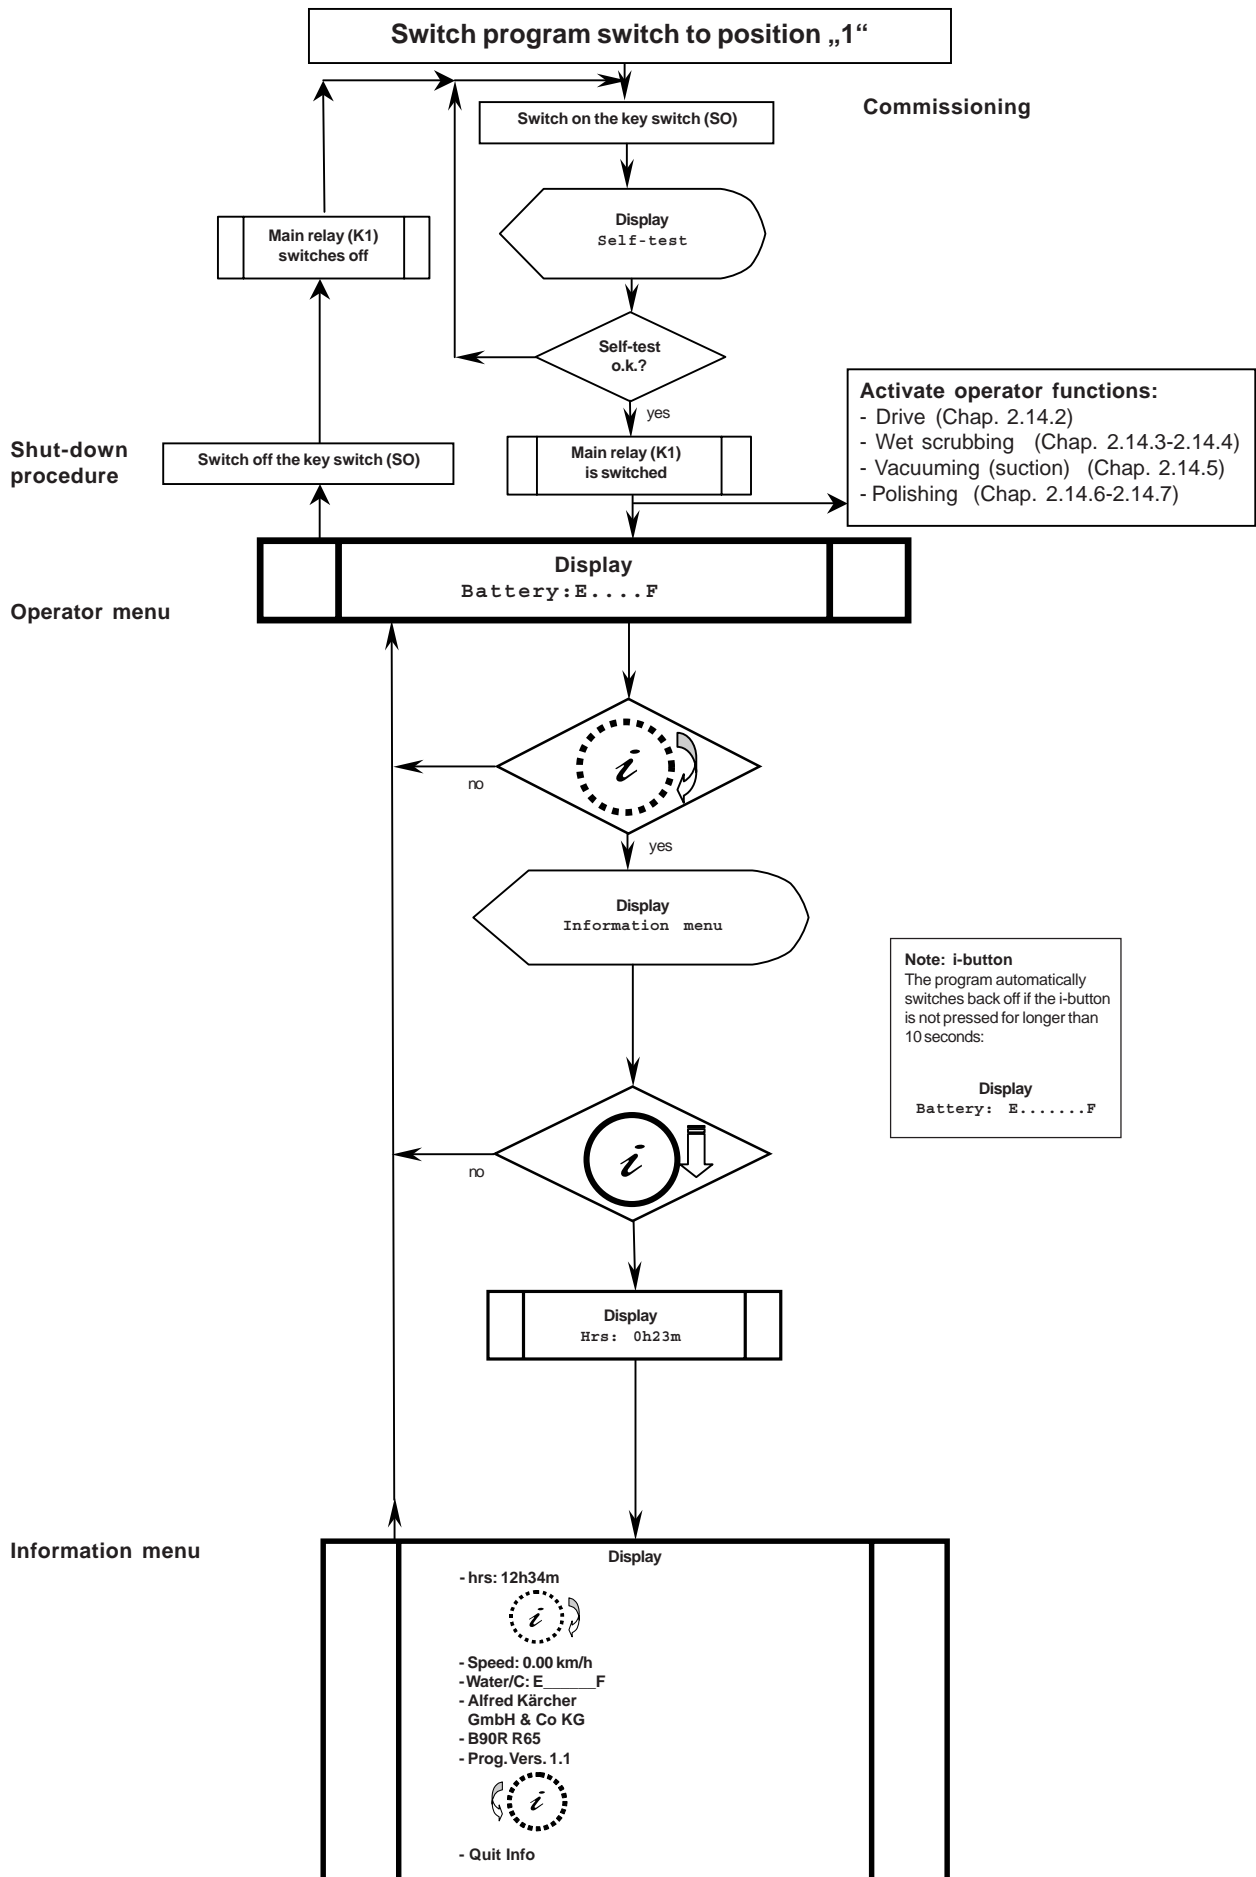 Switch program switch to position „1“
Commissioning
Switch on the key switch (SO)
Display
Self-test
Main relay (K1)
switches off
Self-test
o.k.?
yes
Activate operator functions:
- Drive (Chap. 2.14.2)
- Wet scrubbing (Chap. 2.14.3-2.14.4)
- Vacuuming (suction) (Chap. 2.14.5)
- Polishing (Chap. 2.14.6-2.14.7)
Shut-down
procedure
Switch off the key switch (SO)
Main relay (K1)
is switched
Display
Battery:E....F
Operator menu
i
no
yes
Display
Information menu
Note: i-button
The program automatically
switches back off if the i-button
is not pressed for longer than
10 seconds:
Display
Battery: E.......F
i
no
Display
Hrs: 0h23m
Information menu
Display
- hrs: 12h34m
i
- Speed: 0.00 km/h
- Water/C: E______F
- Alfred Kärcher
GmbH & Co KG
- B90R R65
- Prog. Vers. 1.1
i
- Quit Info